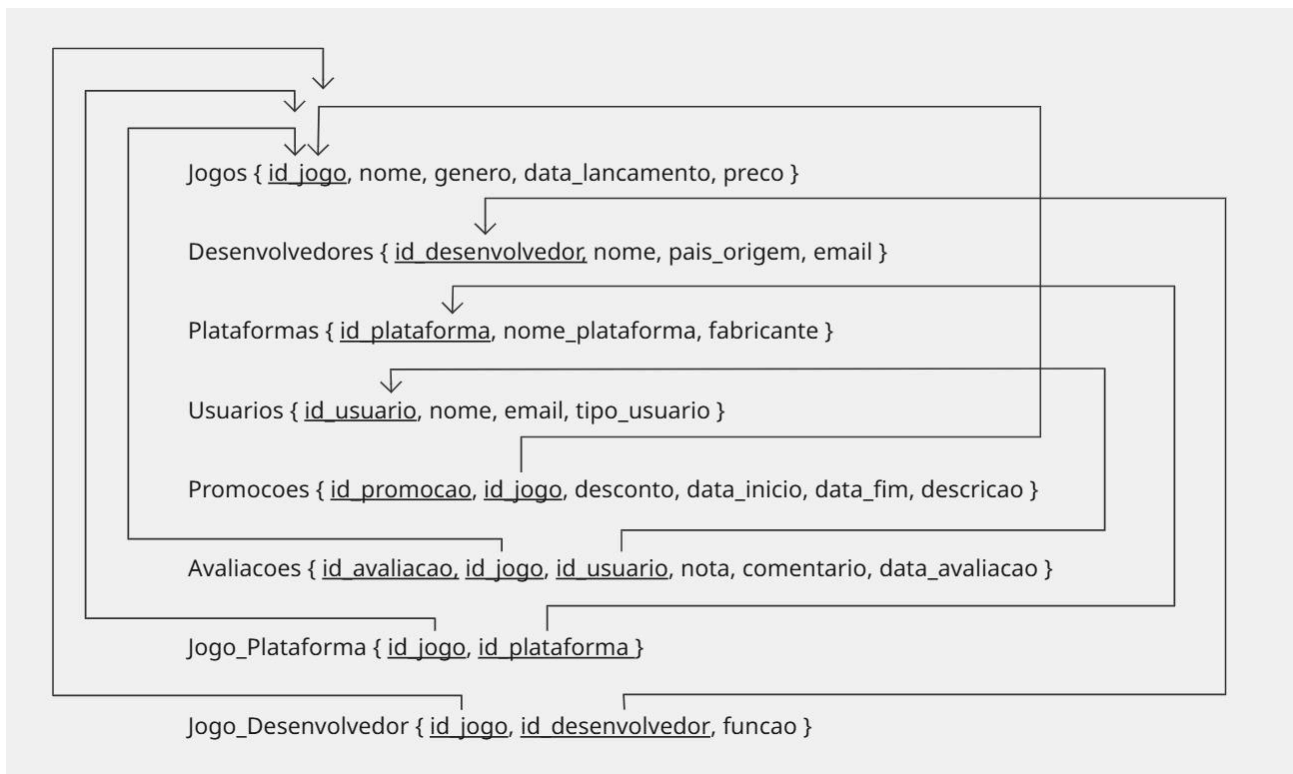 Jogos { id_jogo, nome, genero, data_lancamento, preco }
Desenvolvedores { id_desenvolvedor, nome, pais_origem, email }
Plataformas { id_plataforma, nome_plataforma, fabricante }
Usuarios { id_usuario, nome, email, tipo_usuario }
Promocoes { id_promocao, id_jogo, desconto, data_inicio, data_fim, descricao }
Avaliacoes { id_avaliacao, id_jogo, id_usuario, nota, comentario, data_avaliacao }
Jogo_Plataforma { id_jogo, id_plataforma }
Jogo_Desenvolvedor { id_jogo, id_desenvolvedor, funcao }